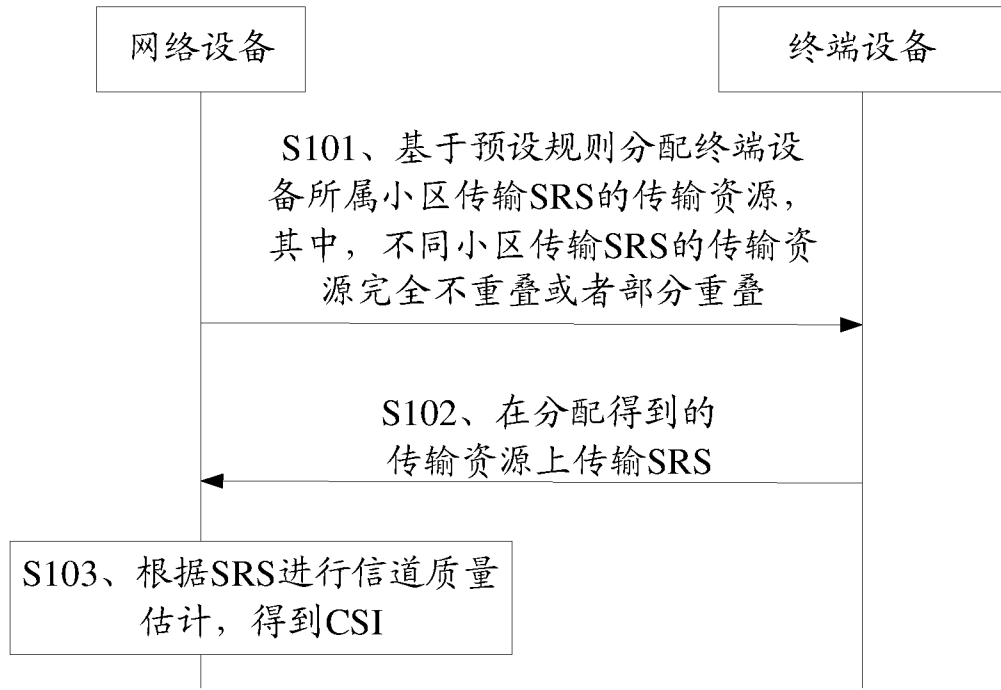 网络设备
终端设备
S101、基于预设规则分配终端设
备所属小区传输SRS的传输资源，
其中，不同小区传输SRS的传输资
源完全不重叠或者部分重叠
S102、在分配得到的
传输资源上传输SRS
S103、根据SRS进行信道质量
估计，得到CSI